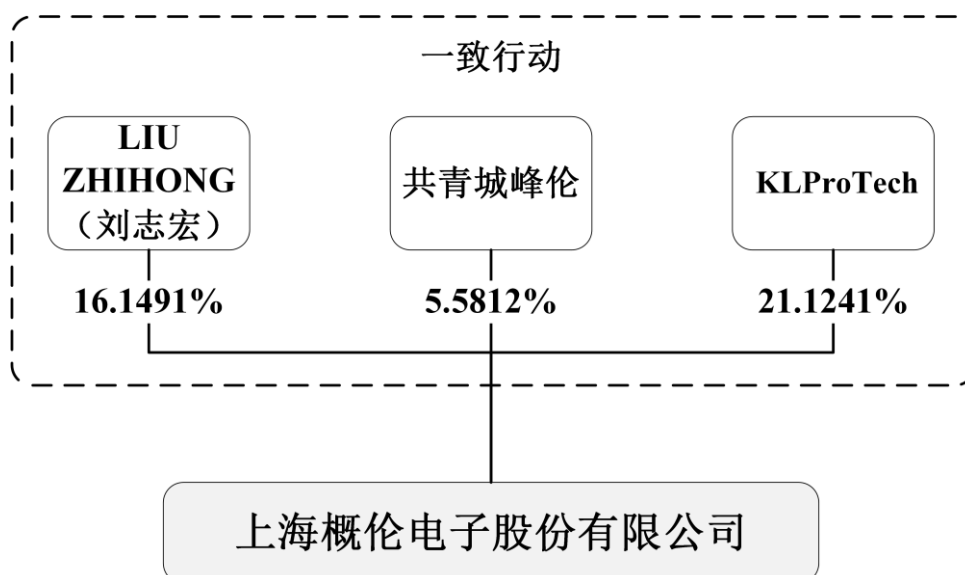 一致行动
LIU
ZHIHONG
（刘志宏）
共青城峰伦
KLProTech
16.1491%
5.5812%
21.1241%
上海概伦电子股份有限公司